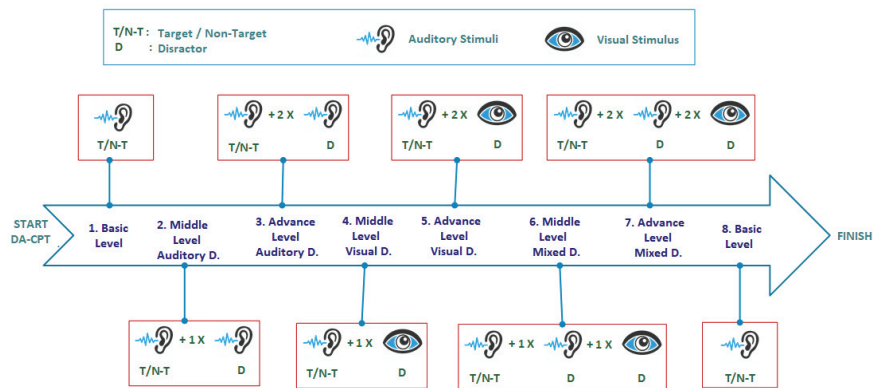 T/N-T : Target / Non-Target
D : Disractor
Auditory Stimuli
Visual Stimulus
T/N-T
+ 2 X
T/N-T D
+ 2 X
T/N-T D
+ 2 X + 2 X
T/N-T D D
START
DA-CPT .
1. Basic
Level
2. Middle
Level
Auditory D.
3. Advance
Level
Auditory D.
4. Middle
Level
Visual D.
5. Advance
Level
Visual D.
6. Middle
Level
Mixed D.
7. Advance
Level
Mixed D.
8. Basic
Level
FINISH
+ 1 X
T/N-T D
+ 1 X
T/N-T D
+ 1 X + 1 X
T/N-T D D
T/N-T